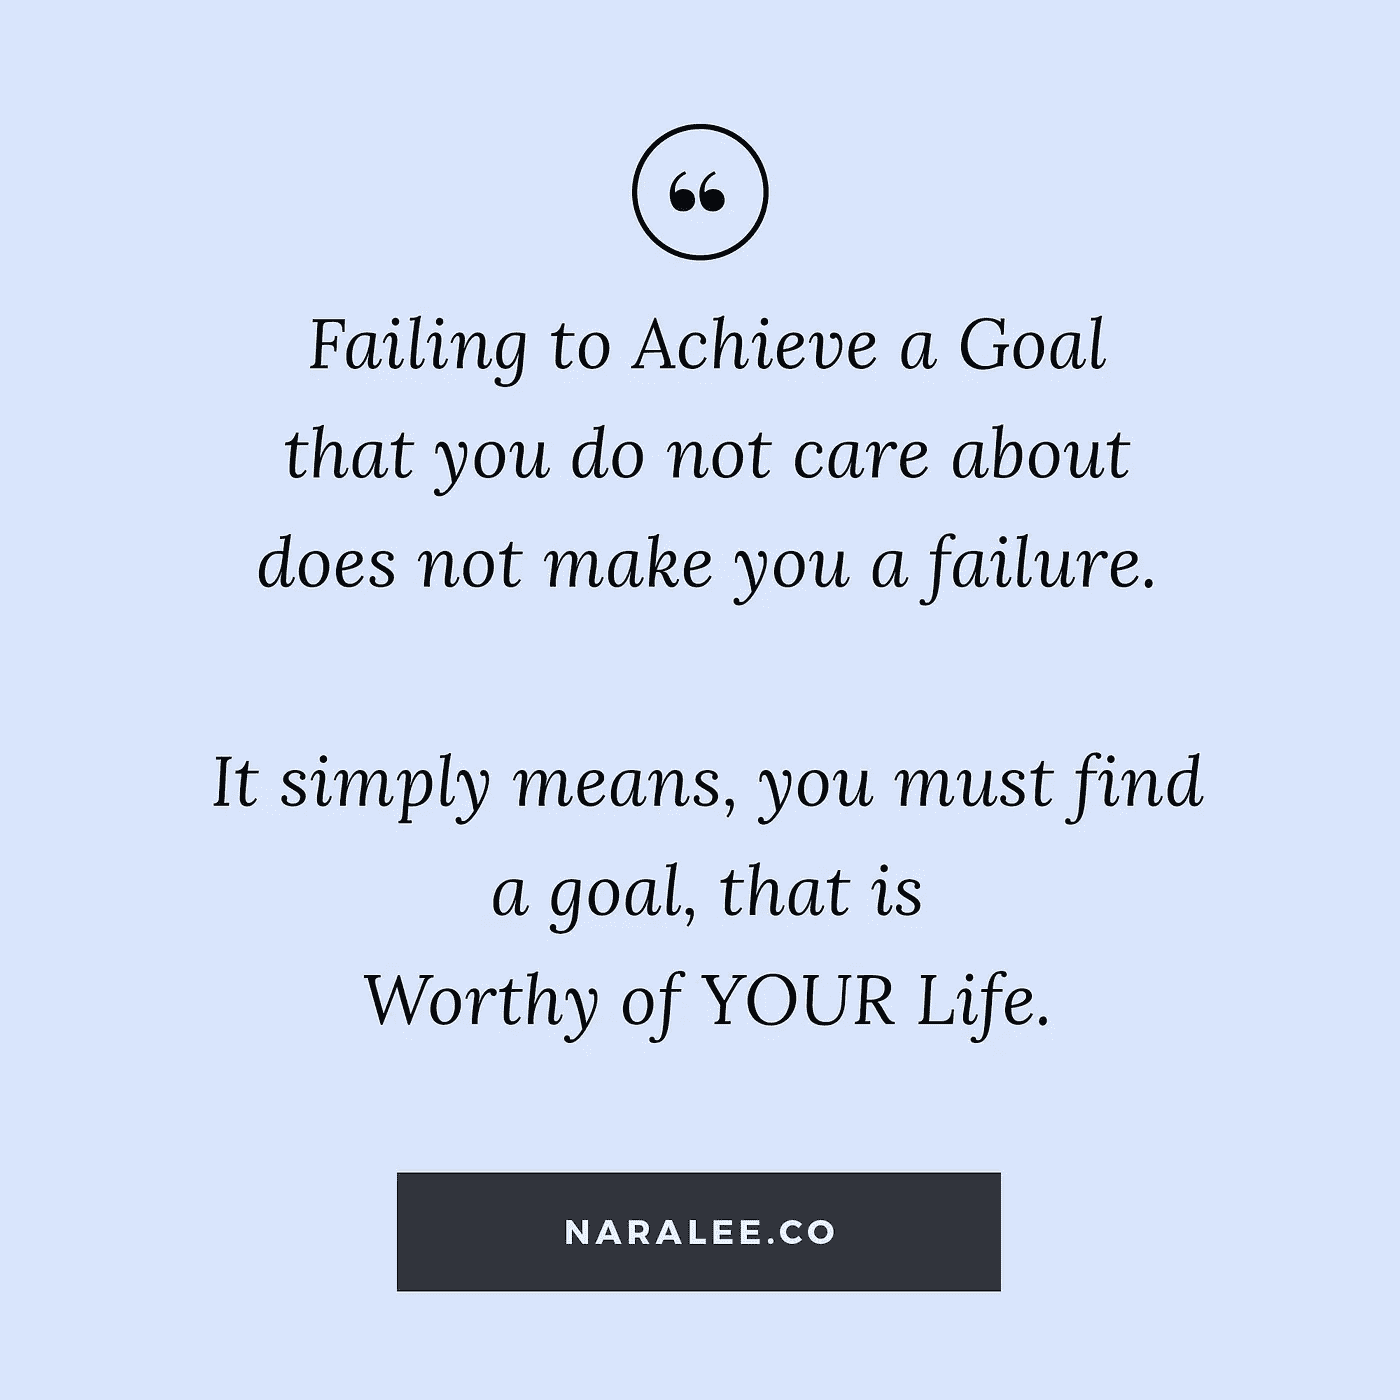 “
Failing to Achieve a Goal
that you do not care about
does not make you a failure.
It simply means, you must find
a goal, that is
Worthy of YOUR Life.
NARALEE.CO